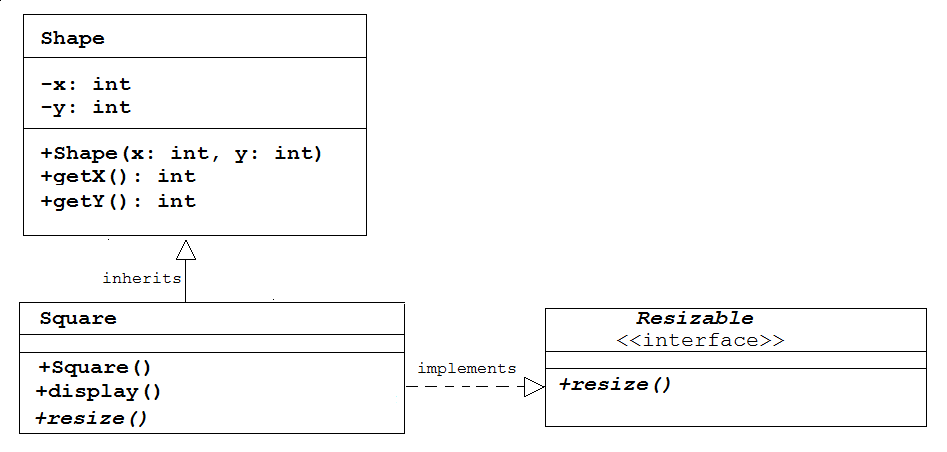 Shape
-x: int
-y: int
+Shape(x: int, y: int)
+getX(): int
+getY(): int
inherits
Square
+Square()
+display()
+resize()
implements
Resizable
<<interface>>
+resize()